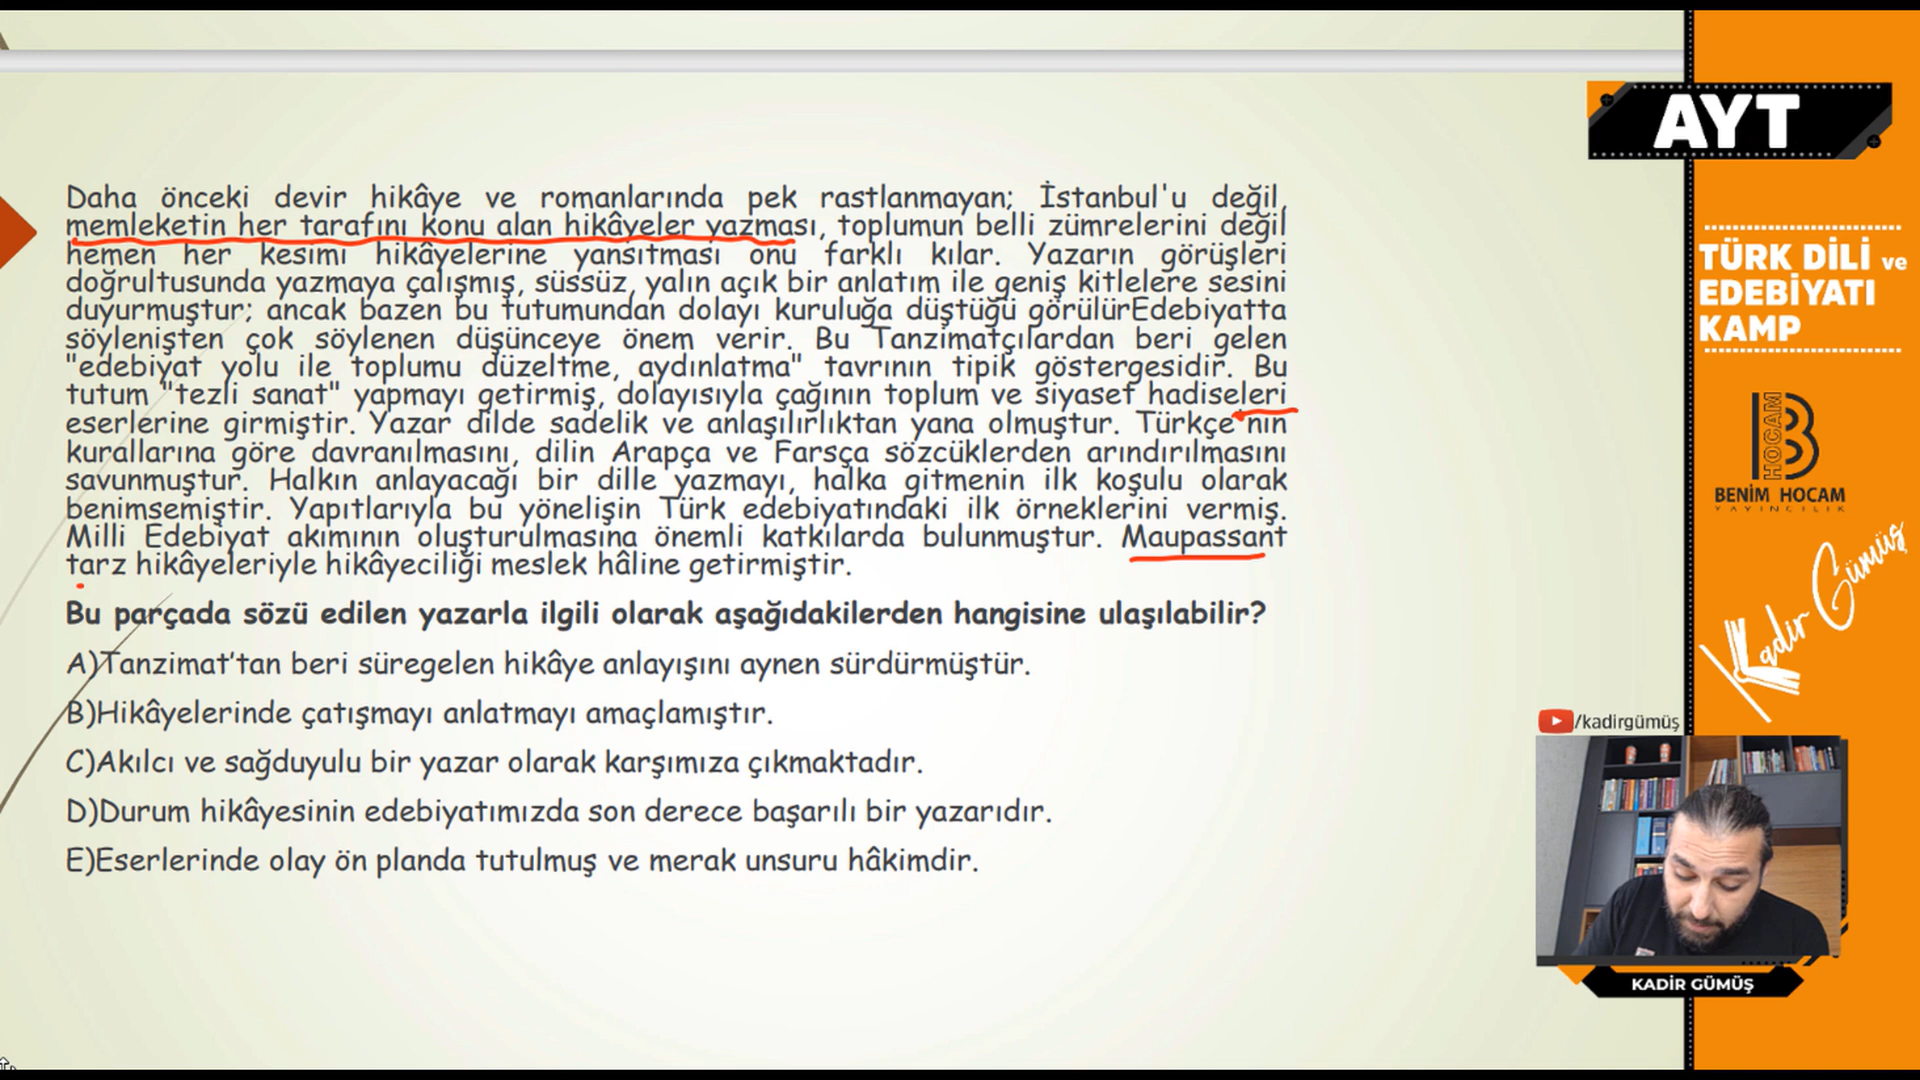 AYT
TÜRK DİLİ ve
EDEBİYATI
KAMP
HOCAM
BENİM HOCAM
YAYINCILIK
Kadir Gümüş
Daha önceki devir hikâye ve romanlarında pek rastlanmayan; İstanbul'u değil,
memleketin her tarafını konu alan hikâyeler yazması, toplumun belli zümrelerini değil
hemen her kesimi hikâyelerine yansıtması onu farklı kılar. Yazarın görüşleri
doğrultusunda yazmaya çalışmış, süssüz, yalın açık bir anlatım ile geniş kitlelere sesini
duyurmuştur; ancak bazen bu tutumundan dolayı kuruluğa düştüğü görülürEdebiyatta
söylenişten çok söylenen düşünceye önem verir. Bu Tanzimatçılardan beri gelen
"edebiyat yolu ile toplumu düzeltme, aydınlatma" tavrının tipik göstergesidir. Bu
tutum "tezli sanat" yapmayı getirmiş, dolayısıyla çağının toplum ve siyaset hadiseleri
eserlerine girmiştir. Yazar dilde sadelik ve anlaşılırlıktan yana olmuştur. Türkçe'nin
kurallarına göre davranılmasını, dilin Arapça ve Farsça sözcüklerden arındırılmasını
savunmuştur. Halkın anlayacağı bir dille yazmayı, halka gitmenin ilk koşulu olarak
benimsemiştir. Yapıtlarıyla bu yönelişin Türk edebiyatındaki ilk örneklerini vermiş.
Milli Edebiyat akımının oluşturulmasına önemli katkılarda bulunmuştur. Maupassant
tarz hikâyeleriyle hikâyeciliği meslek hâline getirmiştir.
Bu parçada sözü edilen yazarla ilgili olarak aşağıdakilerden hangisine ulaşılabilir?
A)Tanzimat'tan beri süregelen hikâye anlayışını aynen sürdürmüştür.
B)Hikâyelerinde çatışmayı anlatmayı amaçlamıştır.
C)Akılcı ve sağduyulu bir yazar olarak karşımıza çıkmaktadır.
D)Durum hikâyesinin edebiyatımızda son derece başarılı bir yazarıdır.
E)Eserlerinde olay ön planda tutulmuş ve merak unsuru hâkimdir.
/kadirgümüş
KADİR GÜMÜŞ